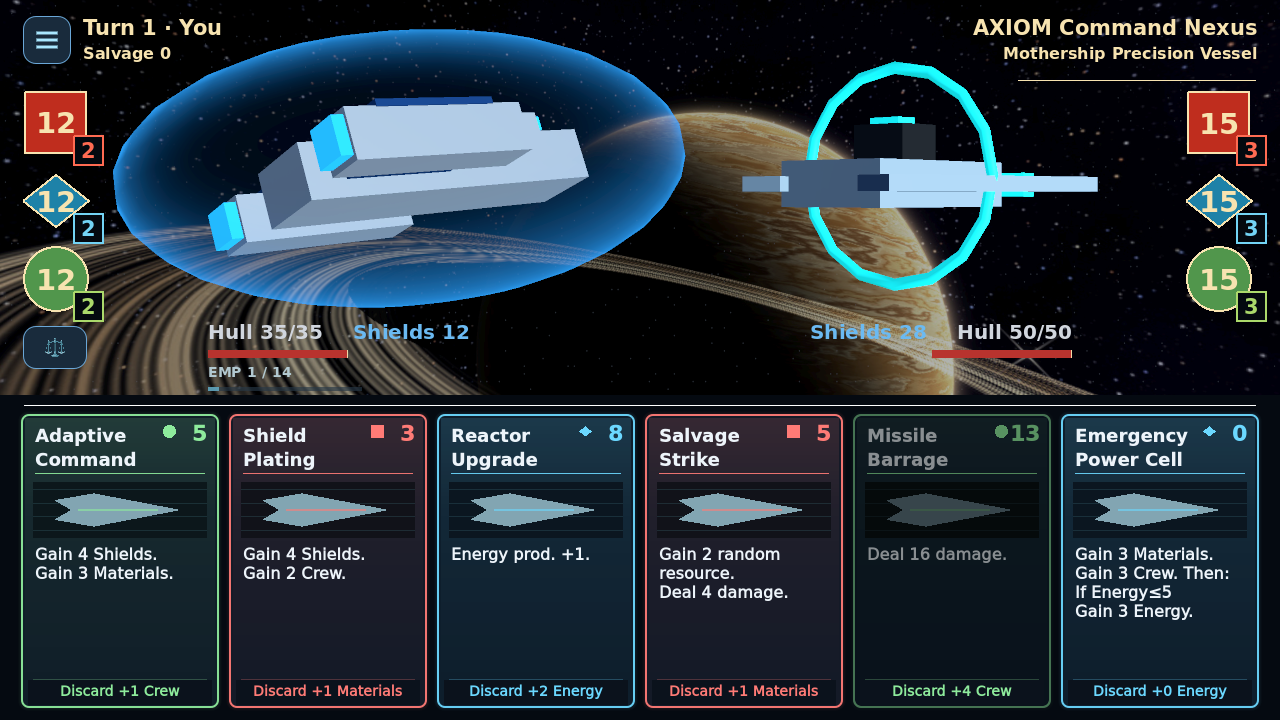 Turn 1 · You
Salvage 0
AXIOM Command Nexus
Mothership Precision Vessel
12
2
12
2
12
2
15
3
15
3
15
3
Hull 35/35 Shields 12
EMP 1 / 14
Shields 28 Hull 50/50
Adaptive 5
Command
Gain 4 Shields.
Gain 3 Materials.
Discard +1 Crew
Shield 3
Plating
Gain 4 Shields.
Gain 2 Crew.
Discard +1 Materials
Reactor 8
Upgrade
Energy prod. +1.
Discard +2 Energy
Salvage 5
Strike
Gain 2 random
resource.
Deal 4 damage.
Discard +1 Materials
Missile 13
Barrage
Deal 16 damage.
Discard +4 Crew
Emergency 0
Power Cell
Gain 3 Materials.
Gain 3 Crew. Then:
If Energy≤5
Gain 3 Energy.
Discard +0 Energy